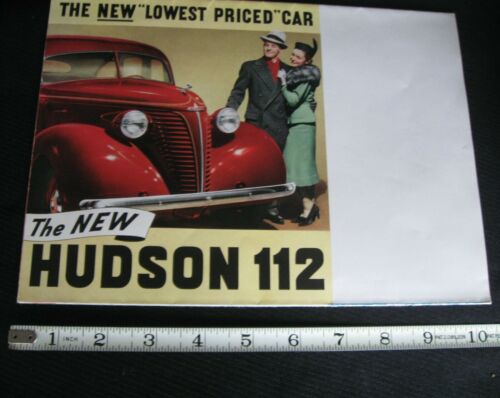 THE NEW "LOWEST PRICED" CAR
The NEW
HUDSON 112
1 INCH 2 3 4 5 6 7 8 9 10